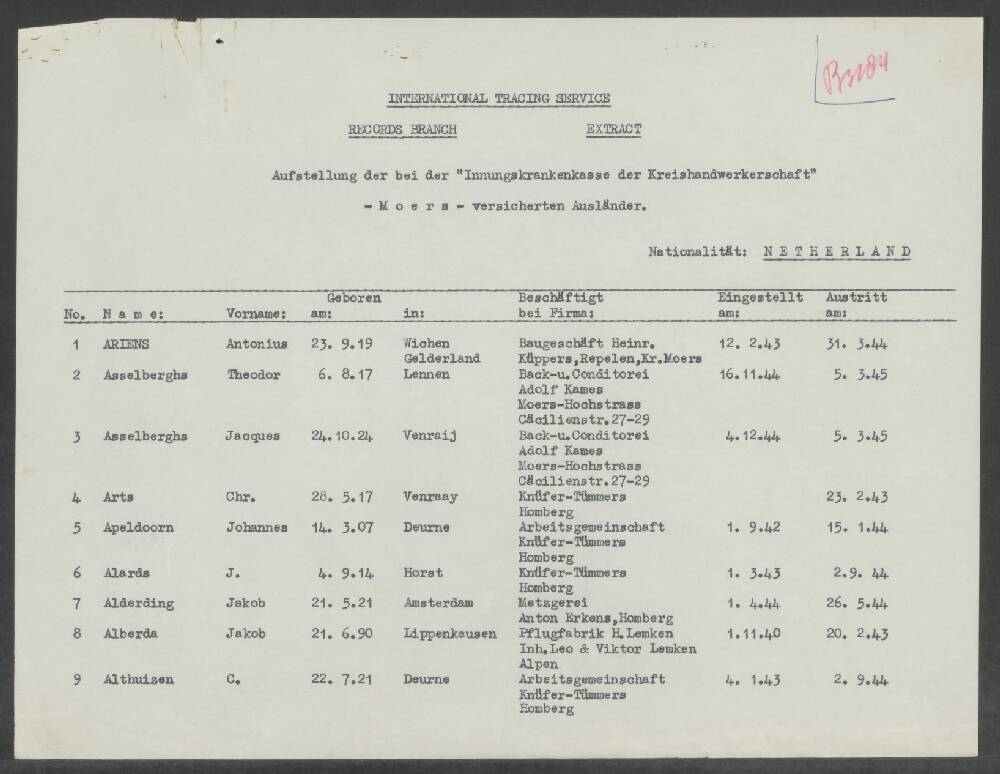 B3184
INTERNATIONAL TRACING SERVICE
RECORDS BRANCH EXTRACT
Aufstellung der bei der "Innungskrankenkasse der Kreishandwerkerschaft"
- M o e r s - versicherten Ausländer.
Nationalität: N E T H E R L A N D
Geboren Beschäftigt Eingestellt Austritt
No. N a m e: Vorname: am: in: bei Firma: am: am:
1 ARIENS Antonius 23. 9.19 Wichen Baugeschäft Heinr. 12. 2.43 31. 3.44
Gelderland Küppers,Repelen,Kr.Moers
2 Asselberghs Theodor 6. 8.17 Lennen Back-u.Conditorei 16.11.44 5. 3.45
Adolf Kames
Moers-Hochstrass
Cäcilienstr.27-29
3 Asselberghs Jacques 24.10.24 Venraij Back-u.Conditorei 4.12.44 5. 3.45
Adolf Kames
Moers-Hochstrass
Cäcilienstr.27-29
4 Arts Chr. 28. 5.17 Venraay Knüfer-Tümmers 23. 2.43
Homberg
5 Apeldoorn Johannes 14. 3.07 Deurne Arbeitsgemeinschaft 1. 9.42 15. 1.44
Knüfer-Tümmers
Homberg
6 Alards J. 4. 9.14 Horst Knüfer-Tümmers 1. 3.43 2.9. 44
Homberg
7 Alderding Jakob 21. 5.21 Amsterdam Metzgerei 1. 4.44 26. 5.44
Anton Erkens,Homberg
8 Alberda Jakob 21. 6.90 Lippenkausen Pflugfabrik H.Lemken 1.11.40 20. 2.43
Inh.Leo & Viktor Lemken
Alpen
9 Althuizen C. 22. 7.21 Deurne Arbeitsgemeinschaft 4. 1.43 2. 9.44
Knüfer-Tümmers
Homberg